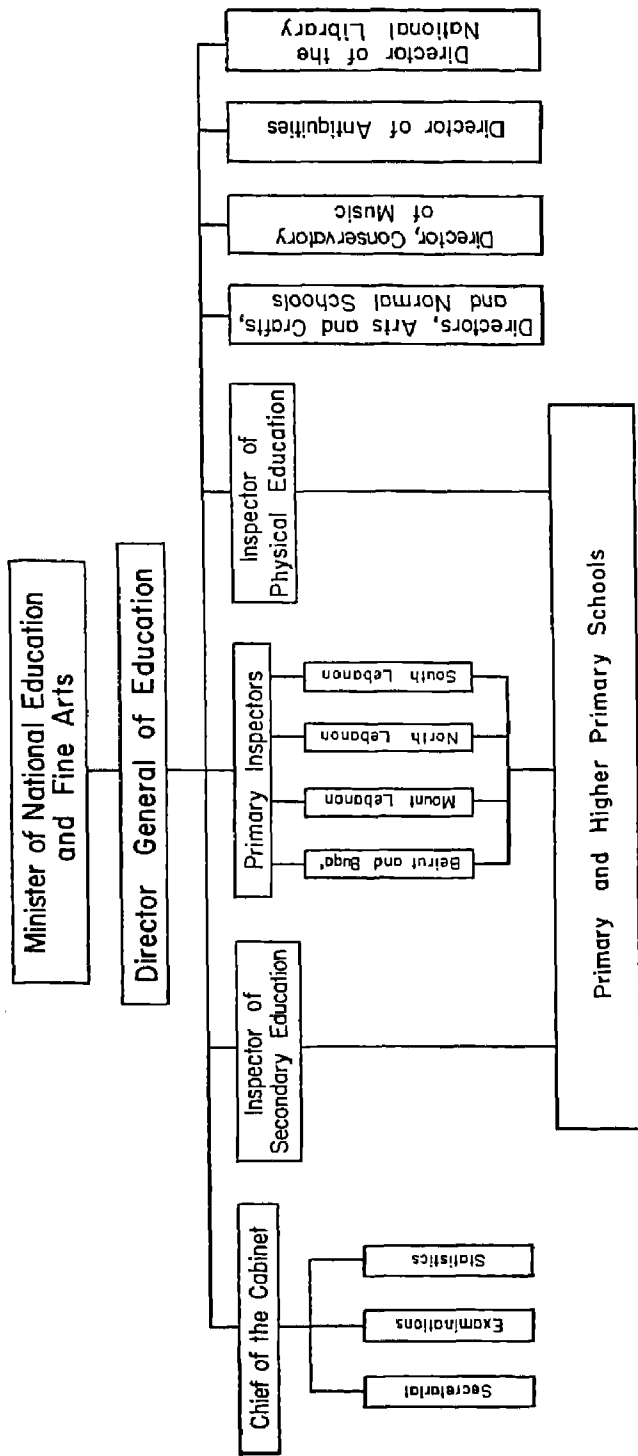 Minister of National Education
and Fine Arts
Director General of Education
Chief of the Cabinet
Inspector of
Secondary Education
Primary Inspectors
Inspector of
Physical Education
Directors, Arts and Crafts,
and Normal Schools
Director, Conservatory
of Music
Director of Antiquities
Director of the
National Library
Secretariat
Examinations
Statistics
Beirut and Buqa'
Mount Lebanon
North Lebanon
South Lebanon
Primary and Higher Primary Schools